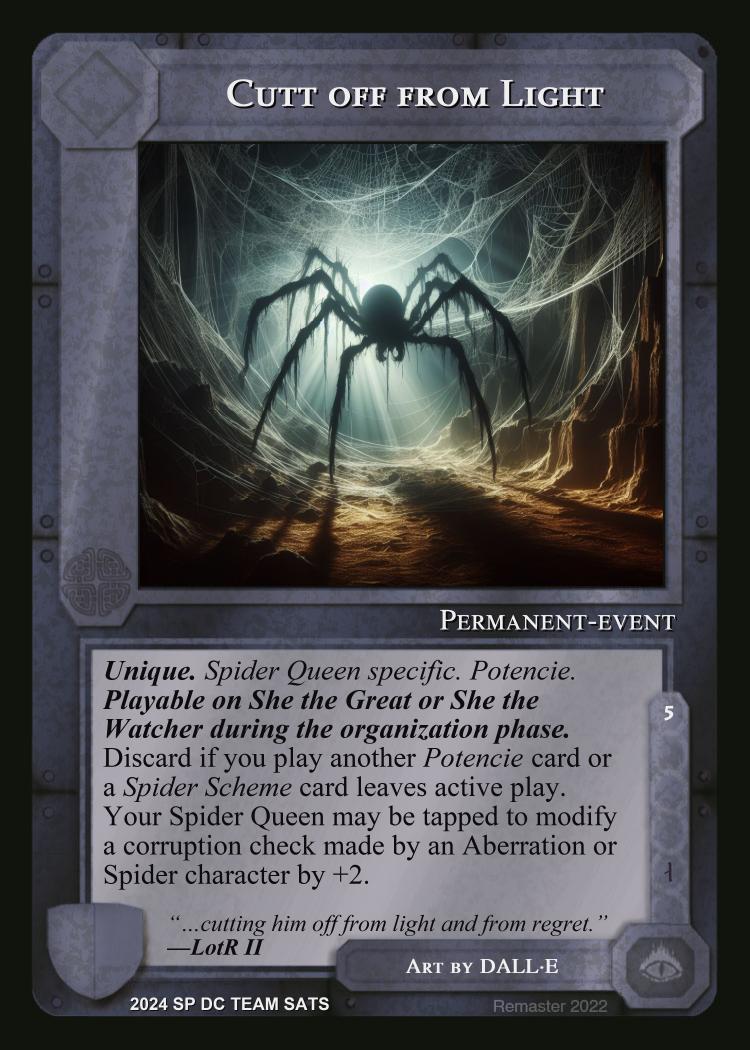 Cutt off from Light
Permanent-event
Unique. Spider Queen specific. Potencie.
Playable on She the Great or She the
Watcher during the organization phase.
Discard if you play another Potencie card or
a Spider Scheme card leaves active play.
Your Spider Queen may be tapped to modify
a corruption check made by an Aberration or
Spider character by +2.
5
“...cutting him off from light and from regret.”
—LotR II
Art by DALL·E
2024 SP DC TEAM SATS
Remaster 2022